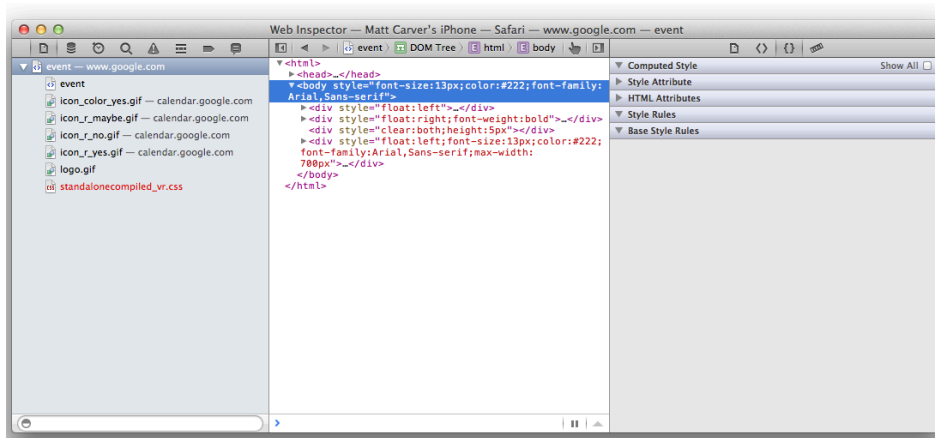 Web Inspector — Matt Carver's iPhone — Safari — www.google.com — event
event DOM Tree E html E body
event — www.google.com
event
icon_color_yes.gif — calendar.google.com
icon_r_maybe.gif — calendar.google.com
icon_r_no.gif — calendar.google.com
icon_r_yes.gif — calendar.google.com
logo.gif
css standalonecompiled_vr.css
<html>
<head>…</head>
<body style="font-size:13px;color:#222;font-family:
Arial,Sans-serif">
<div style="float:left">…</div>
<div style="float:right;font-weight:bold">…</div>
<div style="clear:both;height:5px"></div>
<div style="float:left;font-size:13px;color:#222;
font-family:Arial,Sans-serif;max-width:
700px">…</div>
</body>
</html>
Computed Style Show All
Style Attribute
HTML Attributes
Style Rules
Base Style Rules